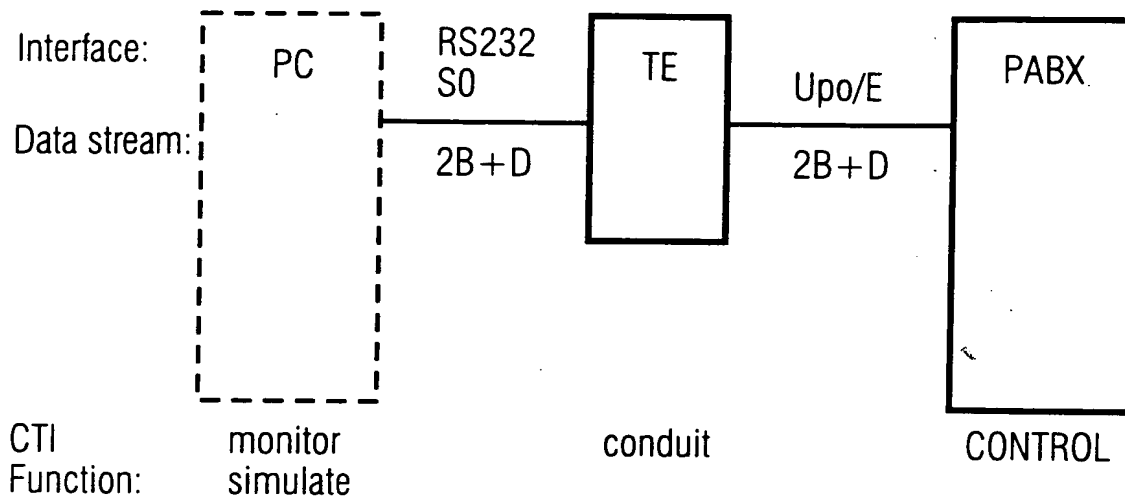 Interface:
PC
RS232
S0
TE
Upo/E
PABX
Data stream:
2B+D
2B+D
CTI
Function:
monitor
simulate
conduit
CONTROL